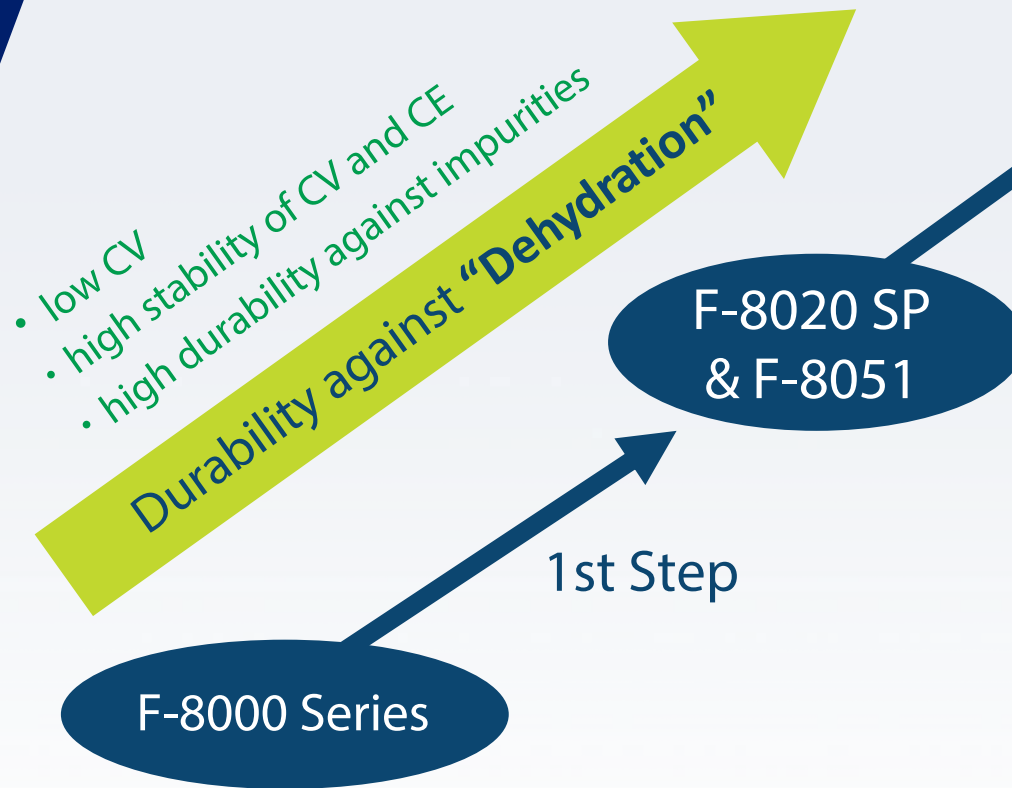 • low CV
• high stability of CV and CE
• high durability against impurities
Durability against “Dehydration”
F-8020 SP
& F-8051
1st Step
F-8000 Series